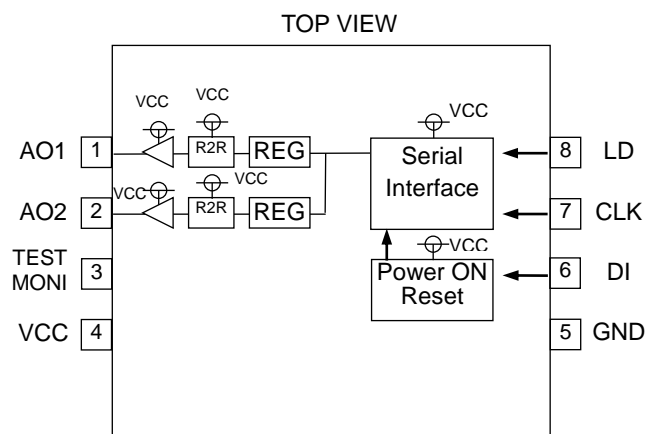 TOP VIEW
VCC VCC VCC
AO1 1 R2R REG Serial Interface 8 LD
VCC VCC
AO2 2 R2R REG 7 CLK
VCC
TEST MONI 3 Power ON Reset 6 DI
VCC 4 5 GND